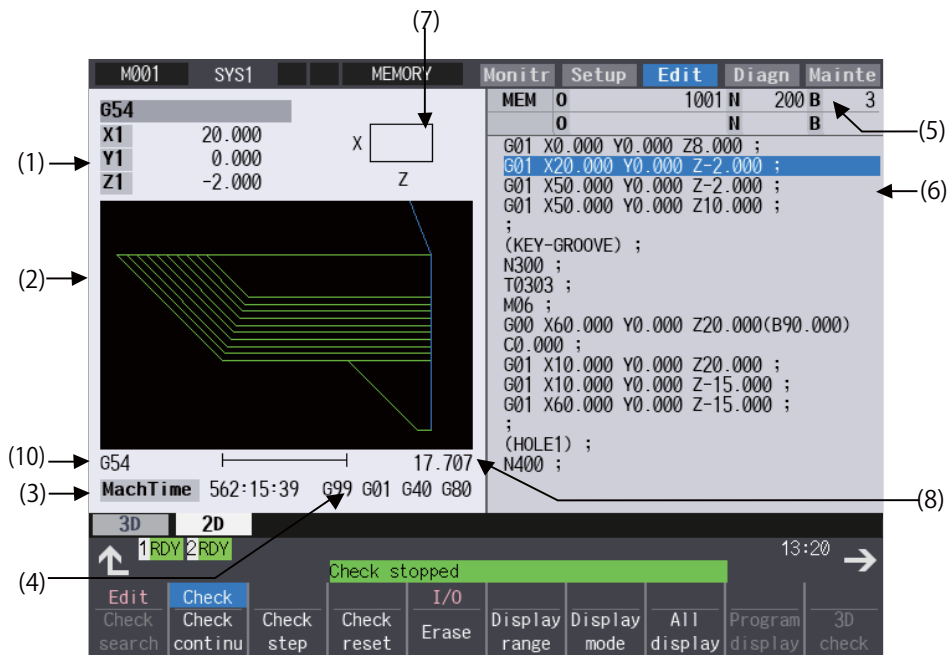 (7)
M001 SYS1 MEMORY Monitr Setup Edit Diagn Mainte
G54
X1 20.000
Y1 0.000
Z1 -2.000
X
Z
(1)
(2)
MEM O 1001 N 200 B 3
O N B
(5)
G01 X0.000 Y0.000 Z8.000 ;
G01 X20.000 Y0.000 Z-2.000 ;
G01 X50.000 Y0.000 Z-2.000 ;
G01 X50.000 Y0.000 Z10.000 ;
;
(KEY-GROOVE) ;
N300 ;
T0303 ;
M06 ;
G00 X60.000 Y0.000 Z20.000(B90.000)
C0.000 ;
G01 X10.000 Y0.000 Z20.000 ;
G01 X10.000 Y0.000 Z-15.000 ;
G01 X60.000 Y0.000 Z-15.000 ;
;
(HOLE1) ;
N400 ;
(6)
(10)
G54 17.707
(8)
(3)
MachTime 562:15:39 G99 G01 G40 G80
3D 2D
1 RDY 2 RDY 13:20
(4)
Check stopped
Edit Check I/O
Check search
Check continu
Check step
Check reset
Erase
Display range
Display mode
All display
Program display
3D check